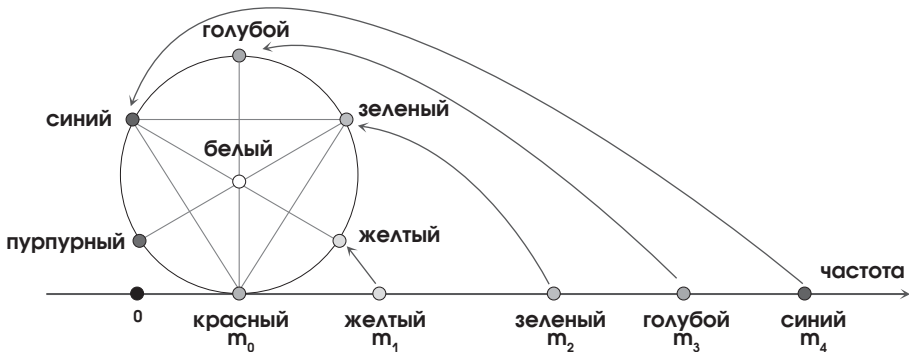 голубой
синий
зеленый
белый
пурпурный
желтый
частота
0
красный
желтый
зеленый
голубой
синий
m₀
m₁
m₂
m₃
m₄